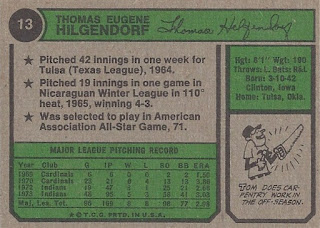 13
THOMAS EUGENE
HILGENDORF
Thomas Hilgendorf
★ Pitched 42 innings in one week for
Tulsa (Texas League), 1964.
★ Pitched 19 innings in one game in
Nicaraguan Winter League in 110°
heat, 1965, winning 4-3.
★ Was selected to play in American
Association All-Star Game, 71.
Hgt: 6'1" Wgt: 190
Throws: L Bats:
Born: 3-10-42
Clinton, Iowa
Home: Tulsa, Okla.
MAJOR LEAGUE PITCHING RECORD
Year Club G IP W L SO BB ERA
1969 Cardinals
1970 Cardinals
1972 Indians
1973 Indians 48 95
Maj. Lea. Tot.
★ © T.C.G. PRTD. IN U.S.A.
TOM DOES CAR-
PENTRY WORK IN
THE OFF-SEASON.